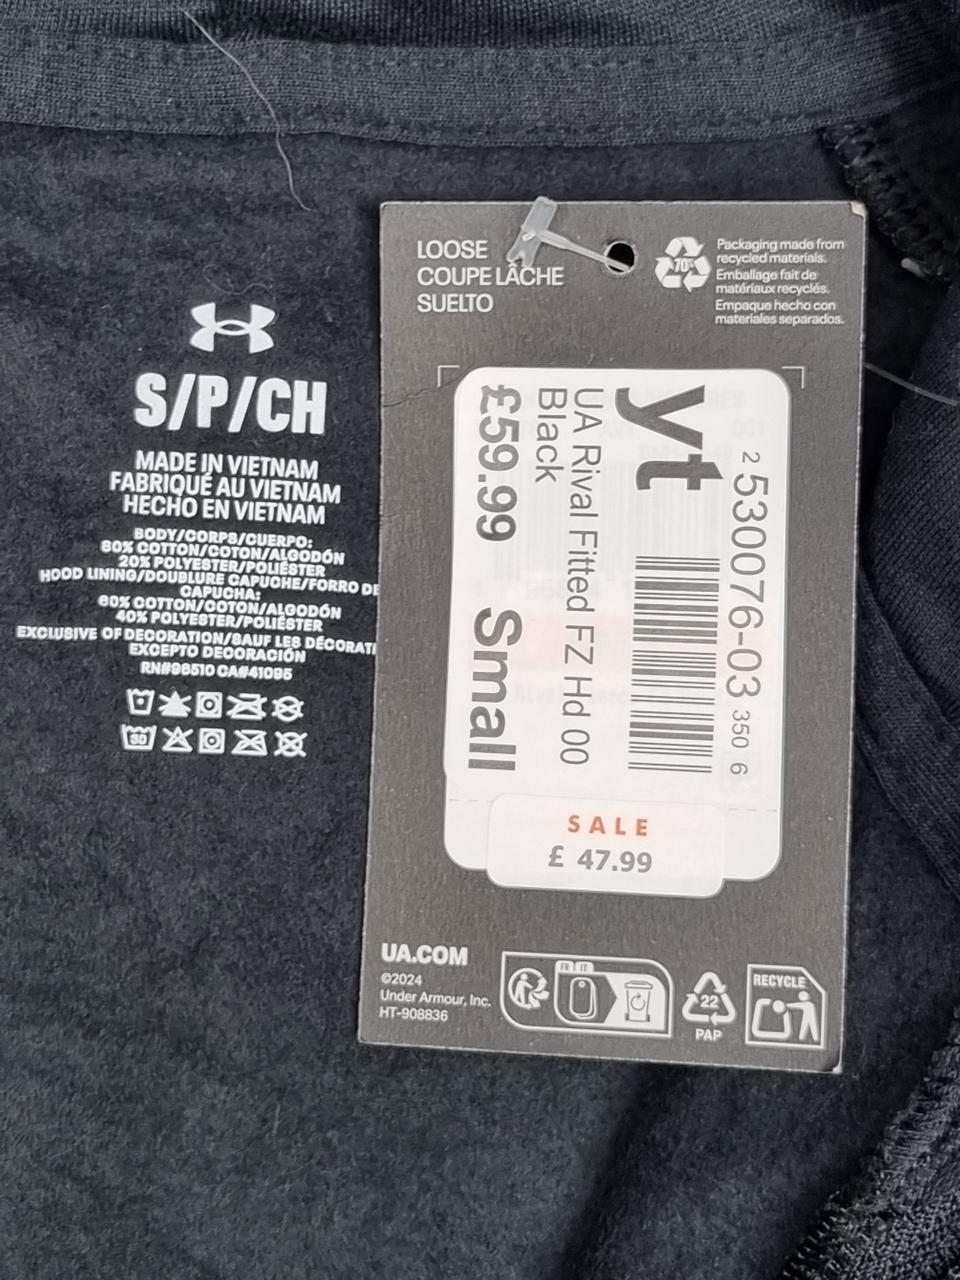 S/P/CH
MADE IN VIETNAM
FABRIQUÉ AU VIETNAM
HECHO EN VIETNAM
BODY/CORPS/CUERPO:
80% COTTON/COTON/ALGODÓN
20% POLYESTER/POLIÉSTER
HOOD LINING/DOUBLURE CAPUCHE/FORRO DE
CAPUCHA:
60% COTTON/COTON/ALGODÓN
40% POLYESTER/POLIÉSTER
EXCLUSIVE OF DECORATION/SAUF LES DÉCORATI
EXCEPTO DECORACIÓN
RN#96510 CA#41095
LOOSE
COUPE LÂCHE
SUELTO
70%
Packaging made from
recycled materials.
Emballage fait de
matériaux recyclés.
Empaque hecho con
materiales separados.
2 530076-03 350 6
yt
UA Rival Fitted FZ Hd 00
Black
£59.99 Small
SALE
£ 47.99
UA.COM
©2024
Under Armour, Inc.
HT-908836
FR IT
22
PAP
RECYCLE